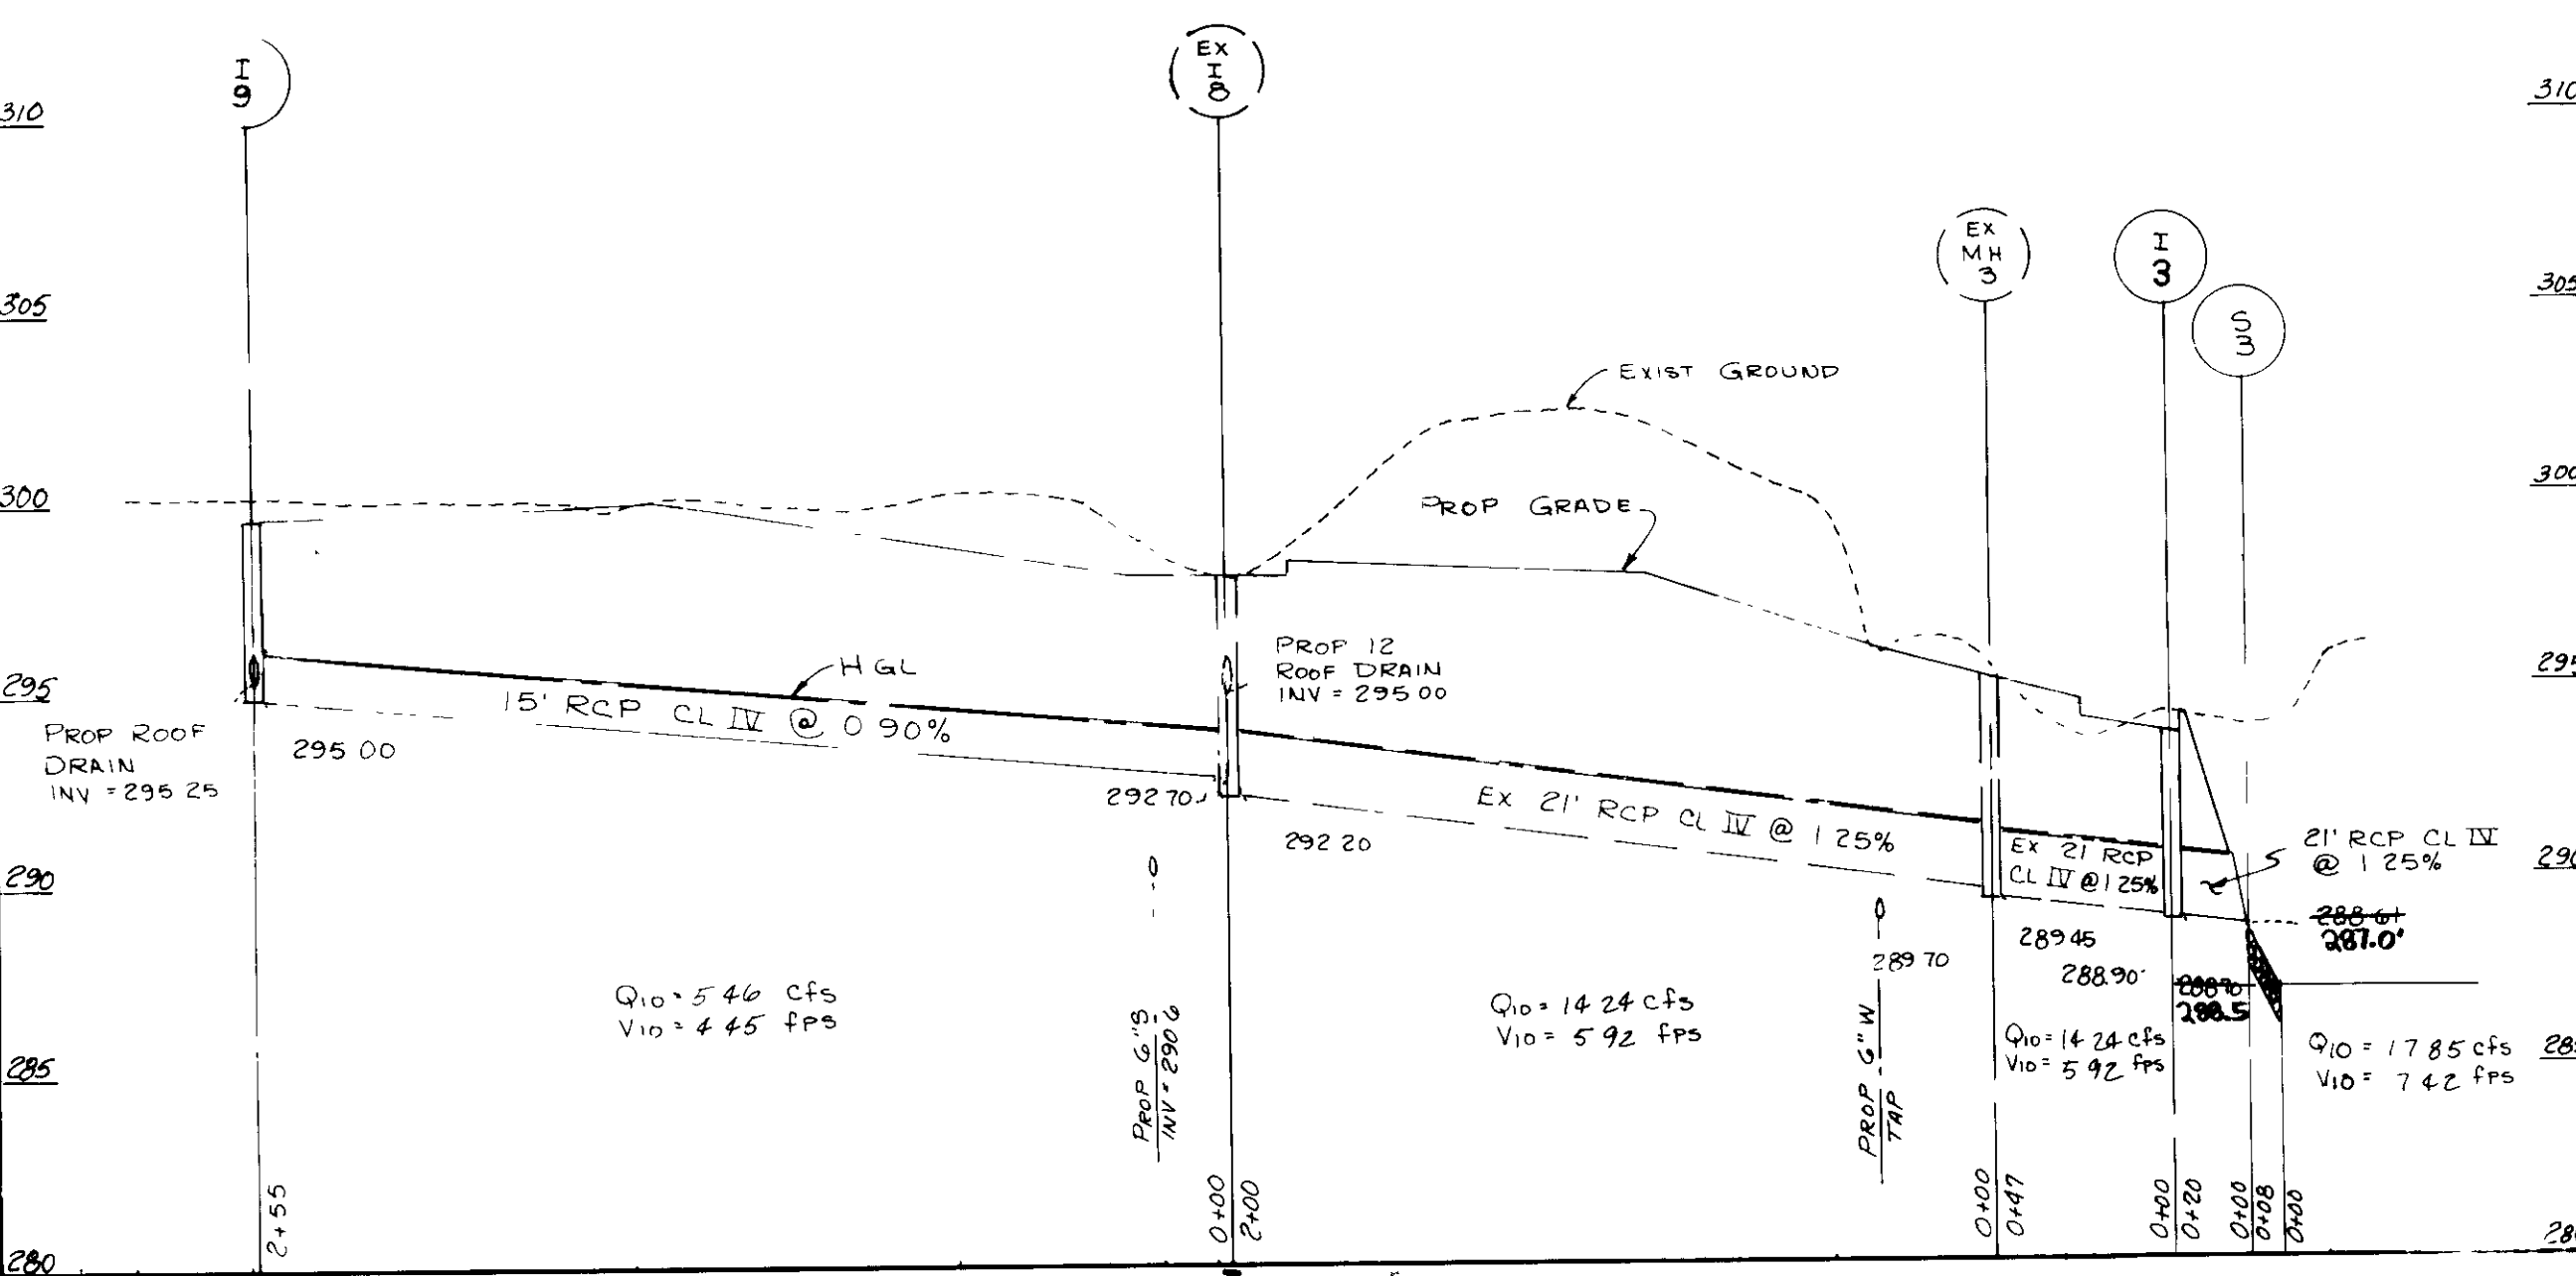 I
9
EX
I
8
EX
MH
3
I
3
S
3
310
305
300
295
290
285
280
310
305
300
EXIST GROUND
PROP GRADE
HGL
15' RCP CL IV @ 0 90%
PROP 12
ROOF DRAIN
INV = 295 00
PROP ROOF
DRAIN
INV = 295 25
295 00
292 70
292 20
EX 21' RCP CL IV @ 1 25%
EX 21 RCP
CL IV @ 1 25%
21' RCP CL IV
@ 1 25%
288 61
287.0'
289 70
289 45
288.90
288 70
288.5
Q10 = 5 46 cfs
V10 = 4 45 fps
PROP 6"S
INV = 290 6
Q10 = 14 24 cfs
V10 = 5 92 fps
PROP 6"W
TAP
Q10 = 14 24 cfs
V10 = 5 92 fps
Q10 = 17 85 cfs
V10 = 7 42 fps
2+55
0+00
2+00
0+00
0+47
0+00
0+20
0+00
0+08
0+00